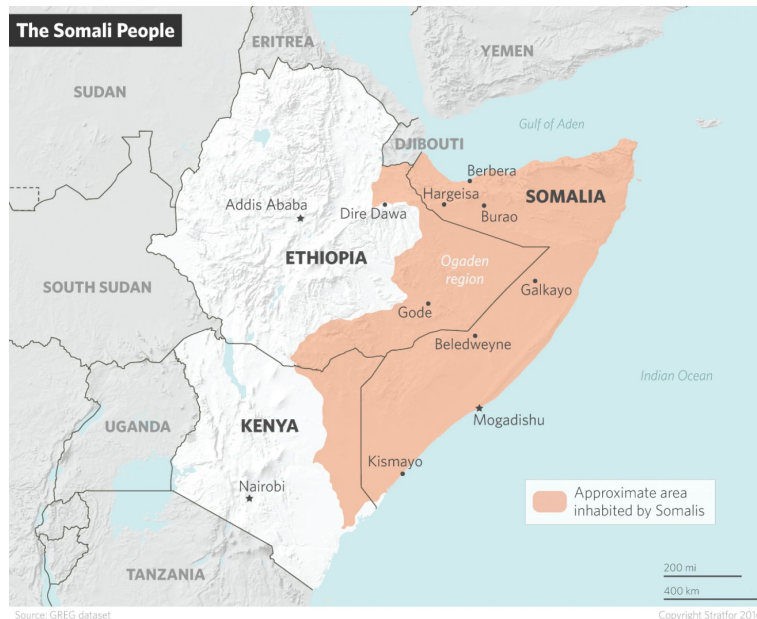 The Somali People
ERITREA
YEMEN
SUDAN
Gulf of Aden
DJIBOUTI
Berbera
Hargeisa
SOMALIA
Addis Ababa
Dire Dawa
Burao
ETHIOPIA
Ogaden
region
SOUTH SUDAN
Galkayo
Gode
Beledweyne
Indian Ocean
UGANDA
KENYA
Mogadishu
Kismayo
Nairobi
Approximate area
inhabited by Somalis
TANZANIA
200 mi
400 km
Source: GREG dataset
Copyright Stratfor